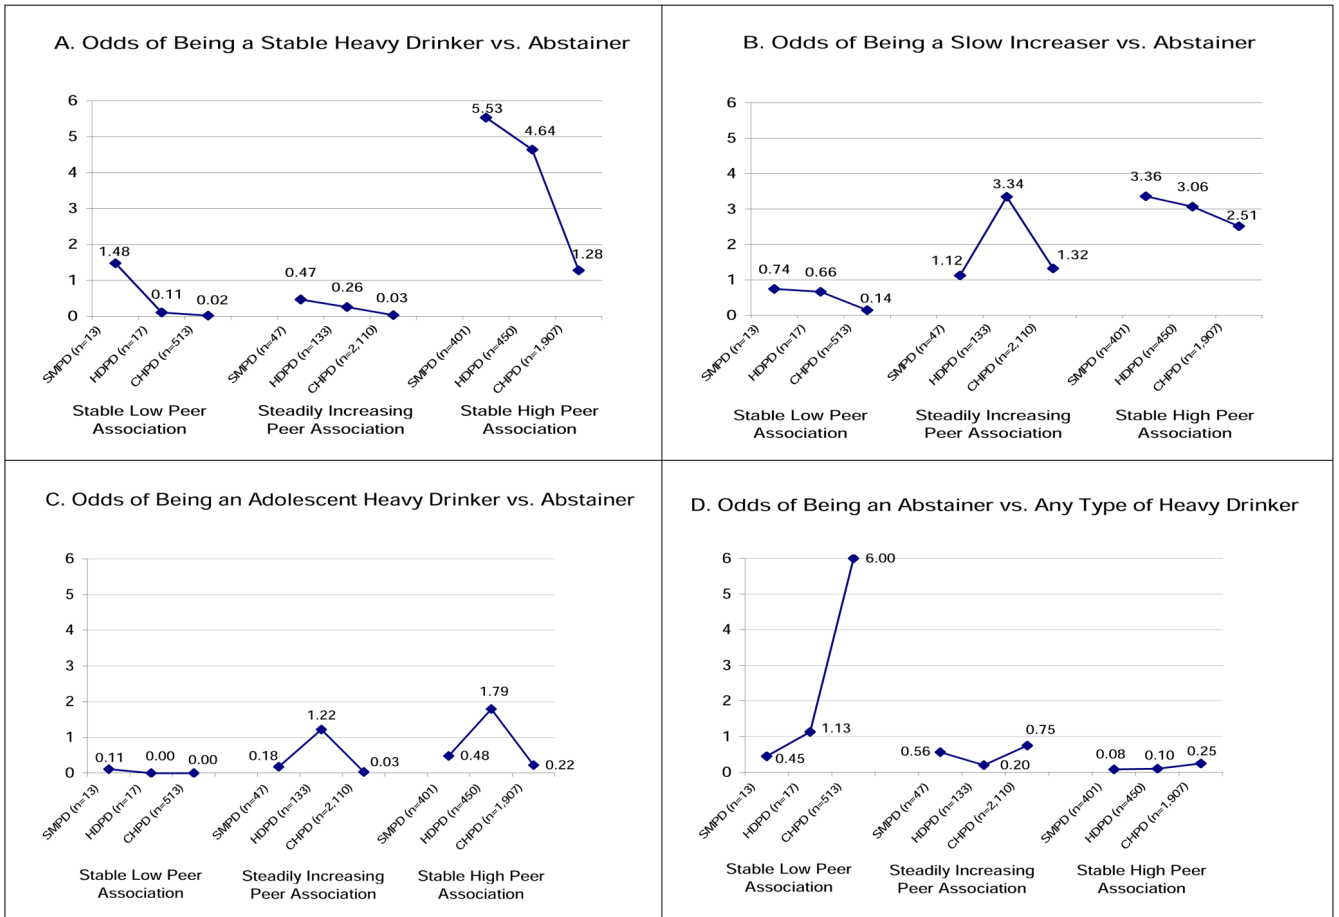 A. Odds of Being a Stable Heavy Drinker vs. Abstainer
6
5
4
3
2
1
0
1.48
0.11
0.02
0.47
0.26
0.03
5.53
4.64
1.28
SMPD (n=13)
HDPD (n=17)
CHPD (n=513)
SMPD (n=47)
HDPD (n=133)
CHPD (n=2,110)
SMPD (n=401)
HDPD (n=450)
CHPD (n=1,907)
Stable Low Peer
Association
Steadily Increasing
Peer Association
Stable High Peer
Association
B. Odds of Being a Slow Increaser vs. Abstainer
6
5
4
3
2
1
0
0.74
0.66
0.14
1.12
3.34
1.32
3.36
3.06
2.51
SMPD (n=13)
HDPD (n=17)
CHPD (n=513)
SMPD (n=47)
HDPD (n=133)
CHPD (n=2,110)
SMPD (n=401)
HDPD (n=450)
CHPD (n=1,907)
Stable Low Peer
Association
Steadily Increasing
Peer Association
Stable High Peer
Association
C. Odds of Being an Adolescent Heavy Drinker vs. Abstainer
6
5
4
3
2
1
0
0.11
0.00
0.00
0.18
1.22
0.03
0.48
1.79
0.22
SMPD (n=13)
HDPD (n=17)
CHPD (n=513)
SMPD (n=47)
HDPD (n=133)
CHPD (n=2,110)
SMPD (n=401)
HDPD (n=450)
CHPD (n=1,907)
Stable Low Peer
Association
Steadily Increasing
Peer Association
Stable High Peer
Association
D. Odds of Being an Abstainer vs. Any Type of Heavy Drinker
6
5
4
3
2
1
0
0.45
1.13
6.00
0.56
0.20
0.75
0.08
0.10
0.25
SMPD (n=13)
HDPD (n=17)
CHPD (n=513)
SMPD (n=47)
HDPD (n=133)
CHPD (n=2,110)
SMPD (n=401)
HDPD (n=450)
CHPD (n=1,907)
Stable Low Peer
Association
Steadily Increasing
Peer Association
Stable High Peer
Association